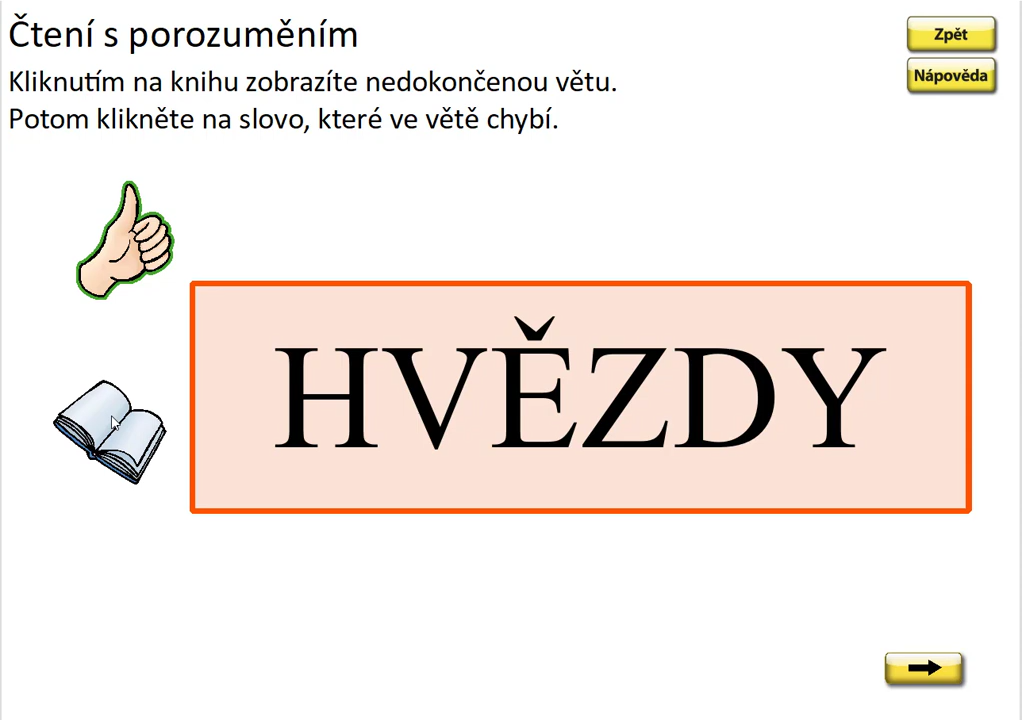 Čtení s porozuměním
Zpět
Kliknutím na knihu zobrazíte nedokončenou větu.
Nápověda
Potom klikněte na slovo, které ve větě chybí.
HVĚZDY